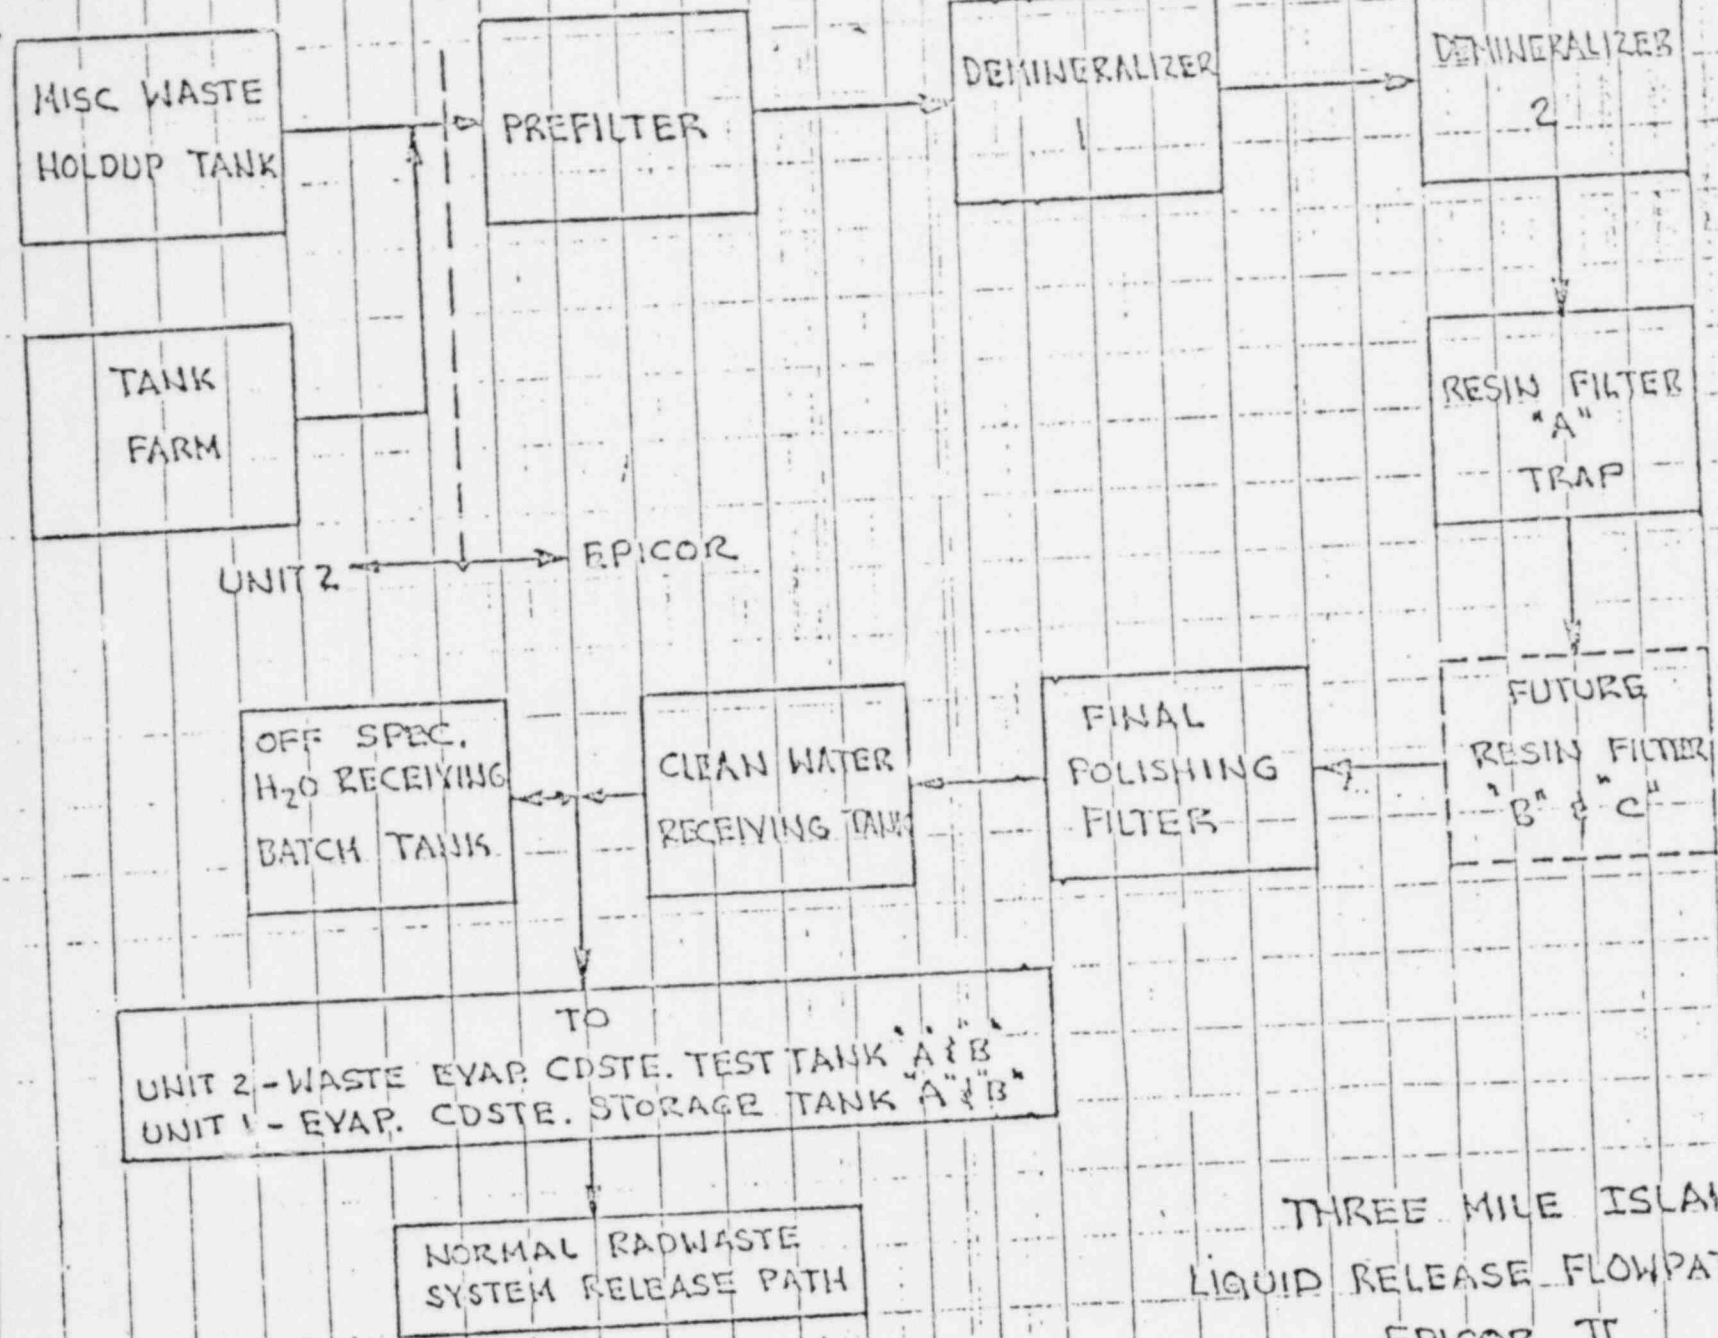 MISC WASTE
HOLDUP TANK
PREFILTER
DEMINERALIZER
1
DEMINERALIZER
2
TANK
FARM
RESIN FILTER
"A"
TRAP
UNIT 2
EPICOR
OFF SPEC.
H2O RECEIVING
BATCH TANK
CLEAN WATER
RECEIVING TANK
FINAL
POLISHING
FILTER
FUTURE
RESIN FILTER
"B" & "C"
TO
UNIT 2 - WASTE EVAP. CDSTE. TEST TANK "A" & "B"
UNIT 1 - EVAP. CDSTE. STORAGE TANK "A" & "B"
NORMAL RADWASTE
SYSTEM RELEASE PATH
THREE MILE
LIQUID RELEASE
EPICOR II